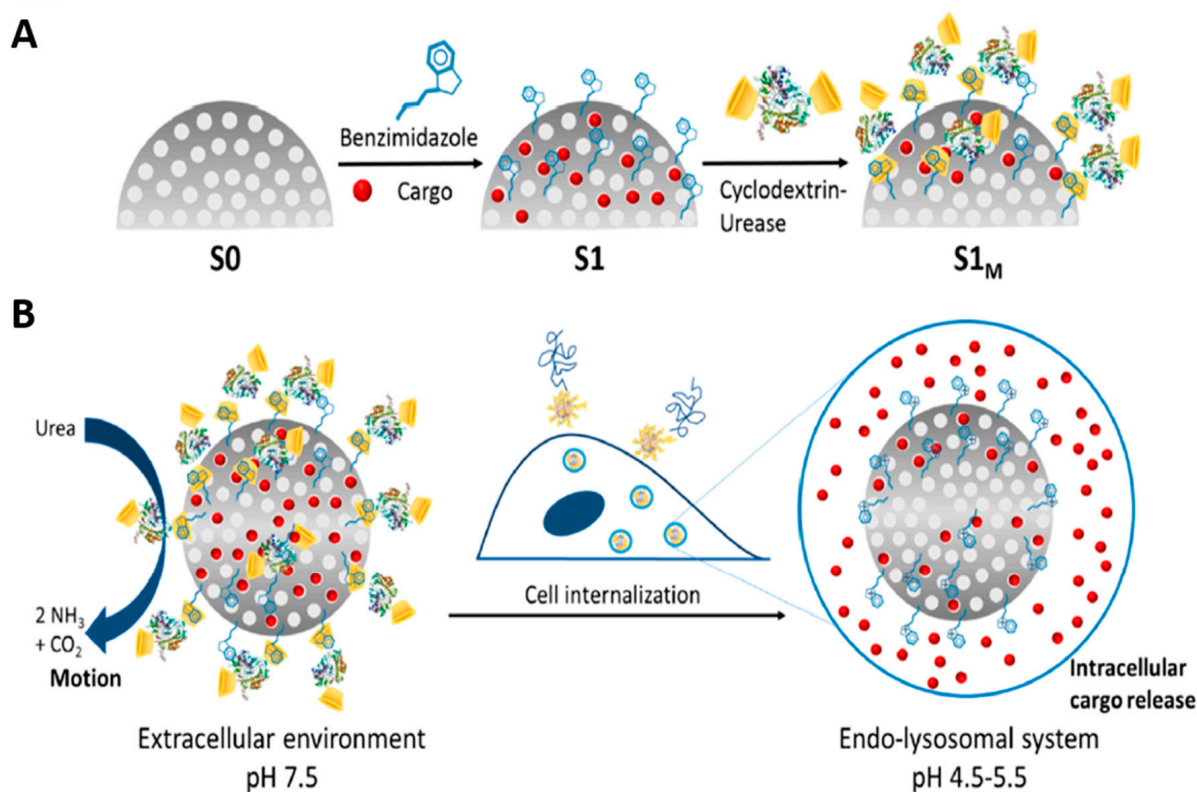 A
Benzimidazole
Cargo
Cyclodextrin-
Urease
S0
S1
S1M
B
Urea
2 NH3
+ CO2
Motion
Cell internalization
Intracellular
cargo release
Extracellular environment
pH 7.5
Endo-lysosomal system
pH 4.5-5.5